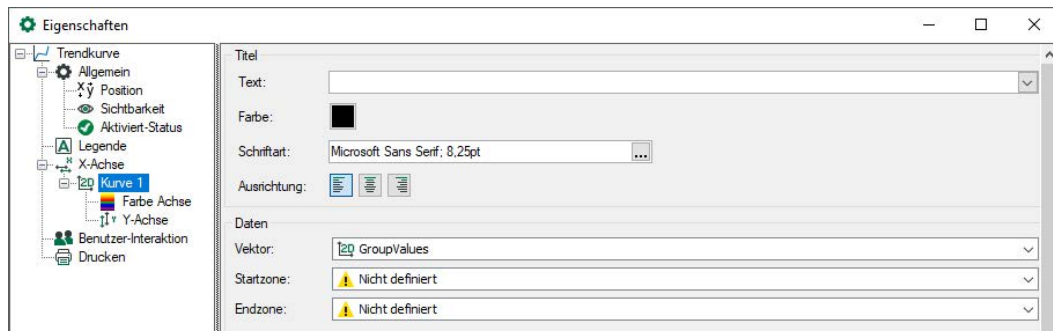 Eigenschaften
Trendkurve
Allgemein
Position
Sichtbarkeit
Aktiviert-Status
Legende
X-Achse
Kurve 1
Farbe Achse
Y-Achse
Benutzer-Interaktion
Drucken
Titel
Text:
Farbe:
Schriftart: Microsoft Sans Serif; 8,25pt ...
Ausrichtung:
Daten
Vektor: 2D GroupValues
Startzone: Nicht definiert
Endzone: Nicht definiert